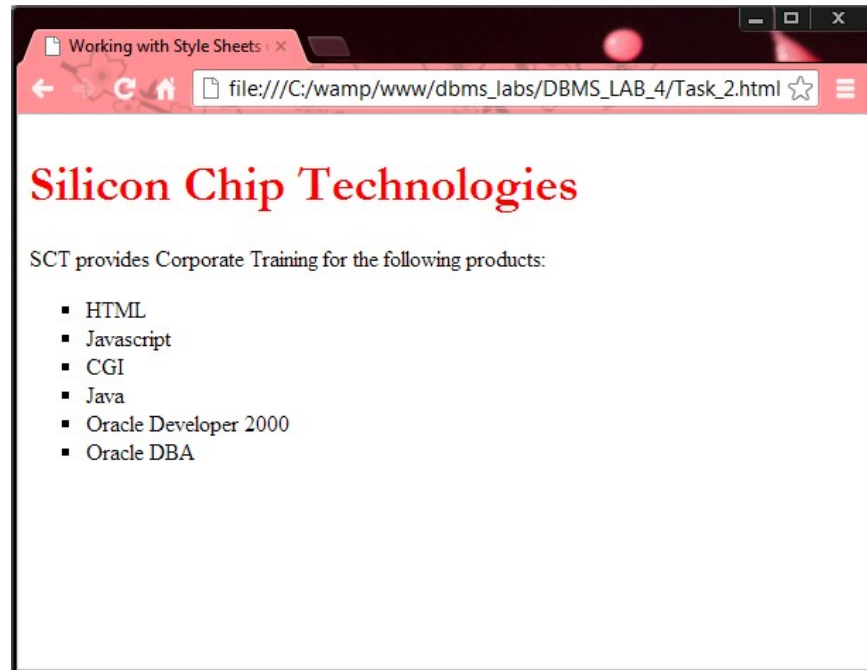 Working with Style Sheets
file:///C:/wamp/www/dbms_labs/DBMS_LAB_4/Task_2.html
Silicon Chip Technologies
SCT provides Corporate Training for the following products:
HTML
Javascript
CGI
Java
Oracle Developer 2000
Oracle DBA